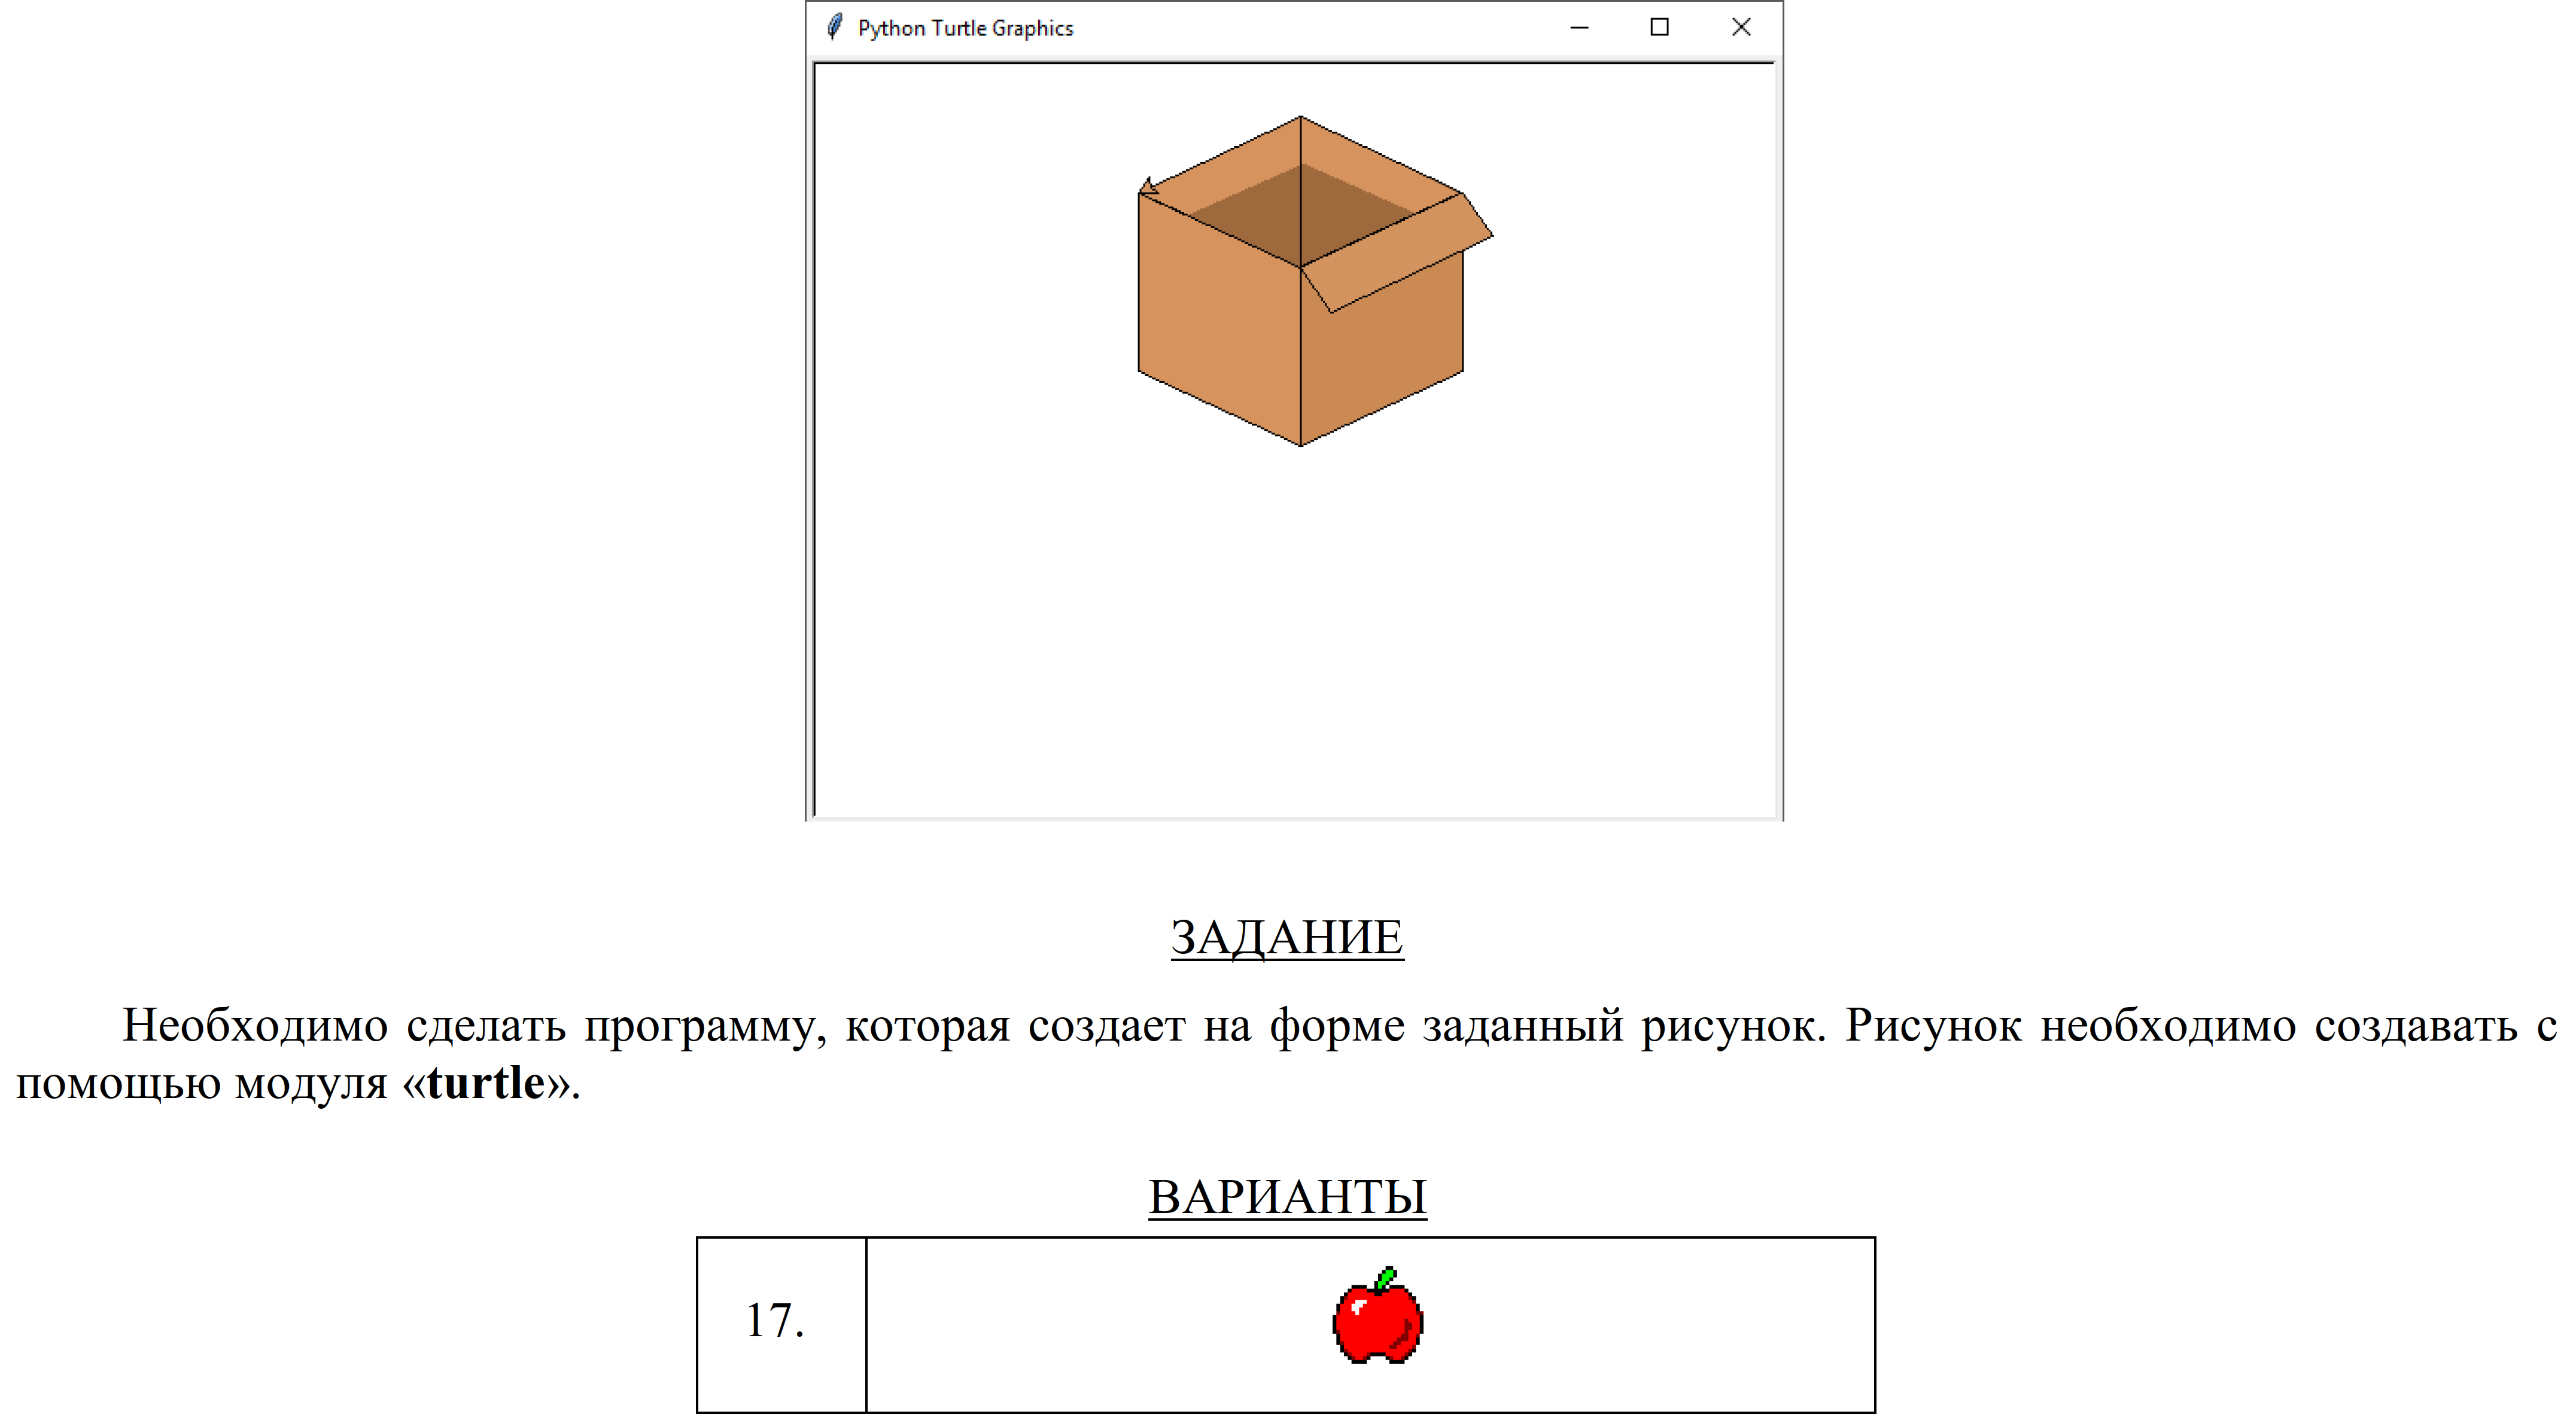 Python Turtle Graphics
ЗАДАНИЕ
Необходимо сделать программу, которая создает на форме заданный рисунок. Рисунок необходимо создавать с
помощью модуля «turtle».
ВАРИАНТЫ
17.